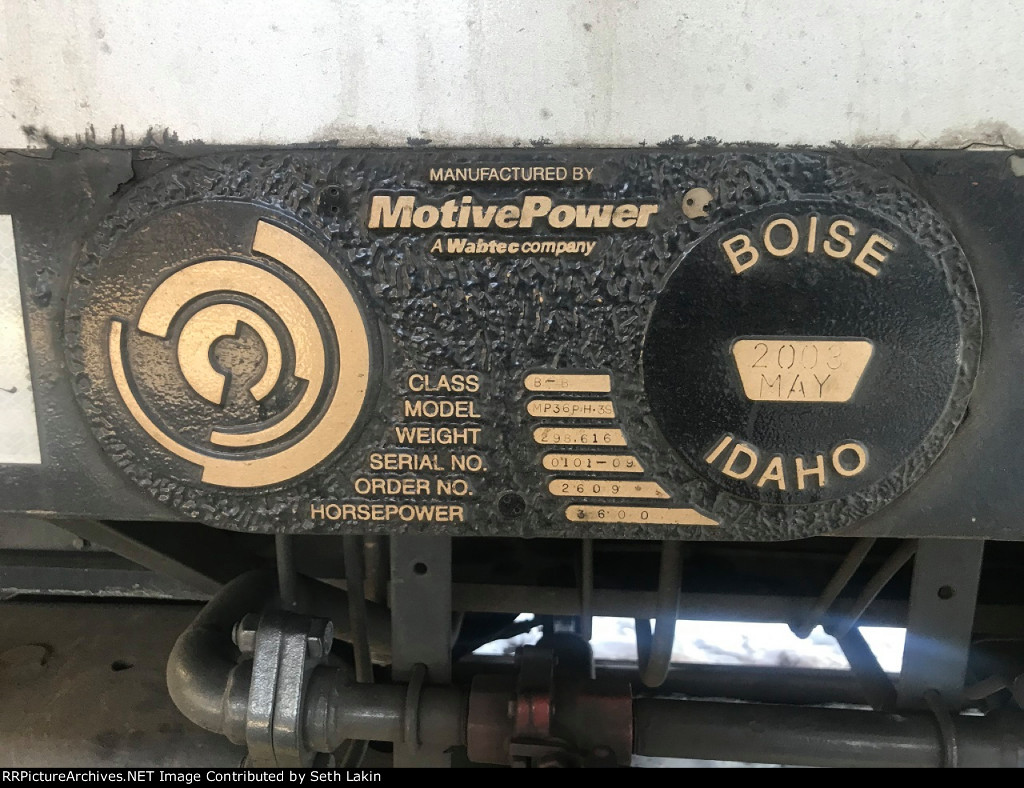 MANUFACTURED BY
MotivePower
A Wabtec company
BOISE
2003
MAY
IDAHO
CLASS B-B
MODEL MP36PH-3S
WEIGHT 298.616
SERIAL NO. 0101-09
ORDER NO. 2609
HORSEPOWER 3600
RRPictureArchives.NET Image Contributed by Seth Lakin